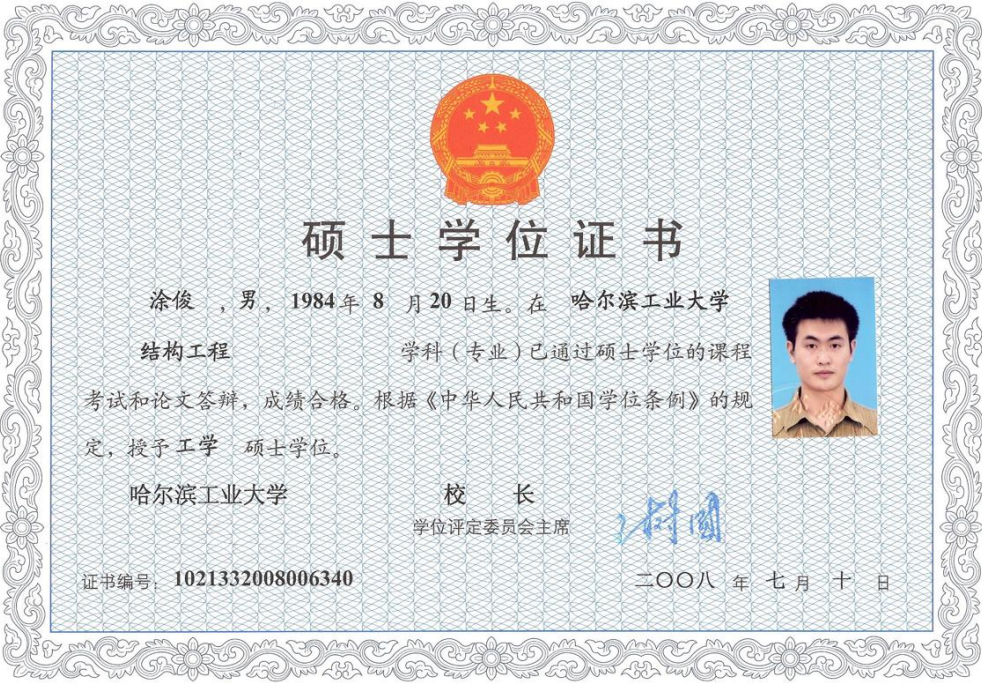 硕士学位证书
涂俊 ，男，1984年 8 月20日生。在 哈尔滨工业大学
结构工程 学科（专业）已通过硕士学位的课程
考试和论文答辩，成绩合格。根据《中华人民共和国学位条例》的规
定，授予工学 硕士学位。
哈尔滨工业大学 校 长
学位评定委员会主席
王树国
证书编号：1021332008006340 二〇〇八 年 七 月 十 日